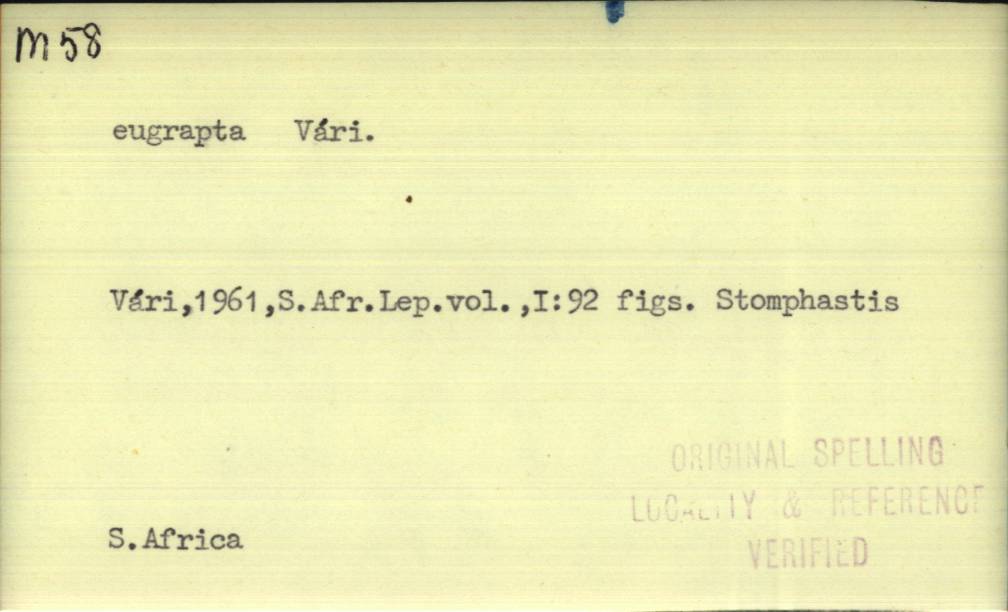 M 58
eugrapta Vári.
Vári,1961,S.Afr.Lep.vol.,I:92 figs. Stomphastis
ORIGINAL SPELLING
LOCALITY & REFERENCE
VERIFIED
S.Africa